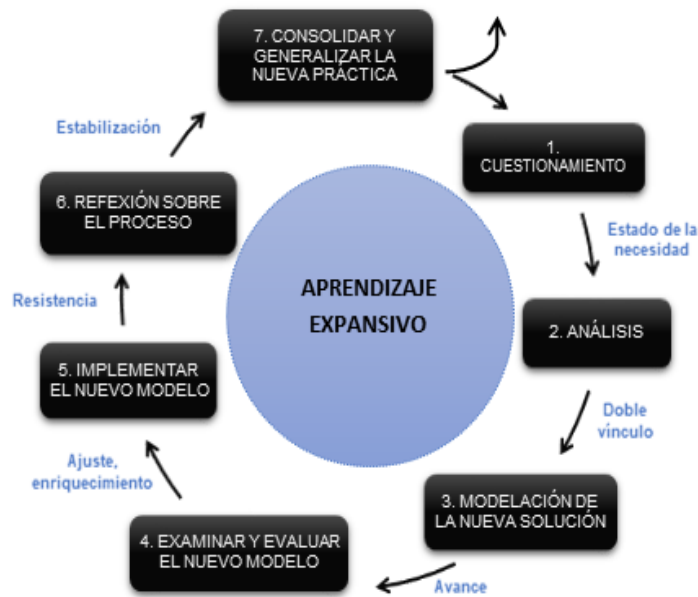 7. CONSOLIDAR Y
GENERALIZAR LA
NUEVA PRÁCTICA
1.
CUESTIONAMIENTO
Estado de la
necesidad
2. ANÁLISIS
Doble
vínculo
3. MODELACIÓN DE
LA NUEVA SOLUCIÓN
Avance
4. EXAMINAR Y EVALUAR
EL NUEVO MODELO
Ajuste,
enriquecimiento
5. IMPLEMENTAR
EL NUEVO MODELO
Resistencia
6. REFEXIÓN SOBRE
EL PROCESO
Estabilización
APRENDIZAJE
EXPANSIVO